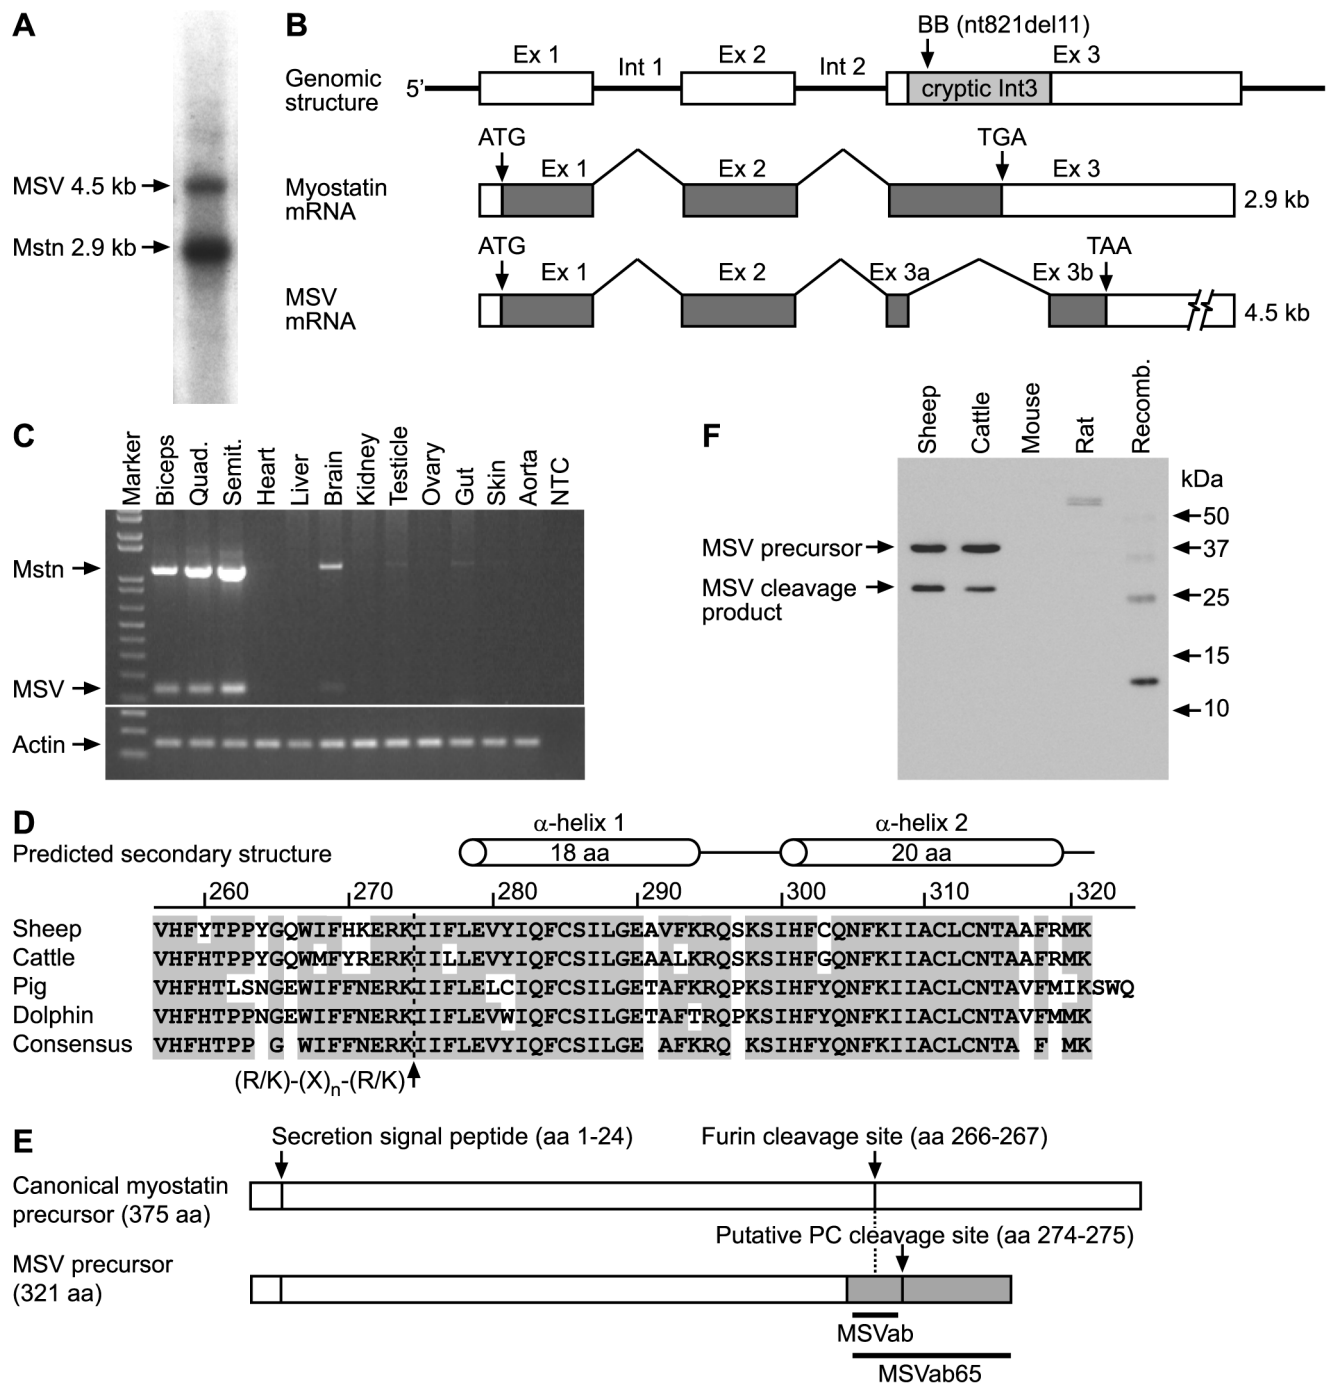 A
MSV 4.5 kb
Mstn 2.9 kb
B
BB (nt821del11)
Ex 1
Int 1
Ex 2
Int 2
Ex 3
Genomic
structure
5’
cryptic Int3
ATG
TGA
Ex 1
Ex 2
Ex 3
Myostatin
mRNA
2.9 kb
ATG
TAA
Ex 1
Ex 2
Ex 3a
Ex 3b
MSV
mRNA
4.5 kb
C
Marker
Biceps
Quad.
Semit.
Heart
Liver
Brain
Kidney
Testicle
Ovary
Gut
Skin
Aorta
NTC
Mstn
MSV
Actin
F
Sheep
Cattle
Mouse
Rat
Recomb.
kDa
50
MSV precursor
37
MSV cleavage
product
25
15
10
D
α-helix 1
α-helix 2
Predicted secondary structure
18 aa
20 aa
260 270 280 290 300 310 320
Sheep VHFYTPPYGQWIFHKERKIIFLEVYIQFCSILGEAVFKRQSKSIHFCQNFKIIACLCNTAAFRMK
Cattle VHFHTPPYGQWMFYRERKIILLEVYIQFCSILGEAALKRQSKSIHFGQNFKIIACLCNTAAFRMK
Pig VHFHTLSNGEWIFFNERKIIFLELCIQFCSILGETAFKRQPKSIHFYQNFKIIACLCNTAVFMIKSWQ
Dolphin VHFHTPPNGEWIFFNERKIIFLEVWIQFCSILGETAFTRQPKSIHFYQNFKIIACLCNTAVFMMK
Consensus VHFHTPP G WIFFNERKIIFLEVYIQFCSILGE AFKRQ KSIHFYQNFKIIACLCNTA F MK
(R/K)-(X)n-(R/K)
E
Secretion signal peptide (aa 1-24)
Furin cleavage site (aa 266-267)
Canonical myostatin
precursor (375 aa)
Putative PC cleavage site (aa 274-275)
MSV precursor
(321 aa)
MSVab
MSVab65